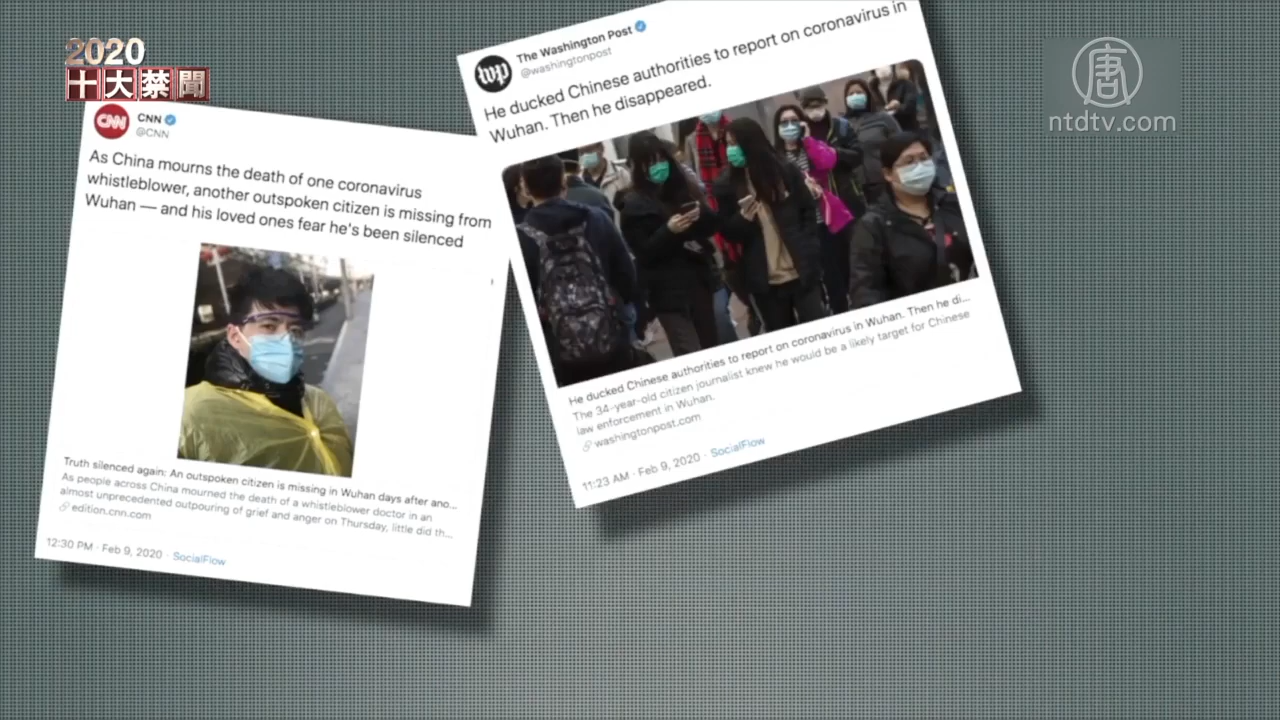 2020
十大禁聞
CNN
CNN
@CNN
As China mourns the death of one coronavirus
whistleblower, another outspoken citizen is missing from
Wuhan — and his loved ones fear he's been silenced
Truth silenced again: An outspoken citizen is missing in Wuhan days after ano...
As people across China mourned the death of a whistleblower doctor in an
almost unprecedented outpouring of grief and anger on Thursday, little did th...
edition.cnn.com
12:30 PM · Feb 9, 2020 · SocialFlow
wp
The Washington Post
@washingtonpost
He ducked Chinese authorities to report on coronavirus in
Wuhan. Then he disappeared.
He ducked Chinese authorities to report on coronavirus in Wuhan. Then he di...
The 34-year-old citizen journalist knew he would be a likely target for Chinese
law enforcement in Wuhan.
washingtonpost.com
11:23 AM · Feb 9, 2020 · SocialFlow
唐
ntdtv.com